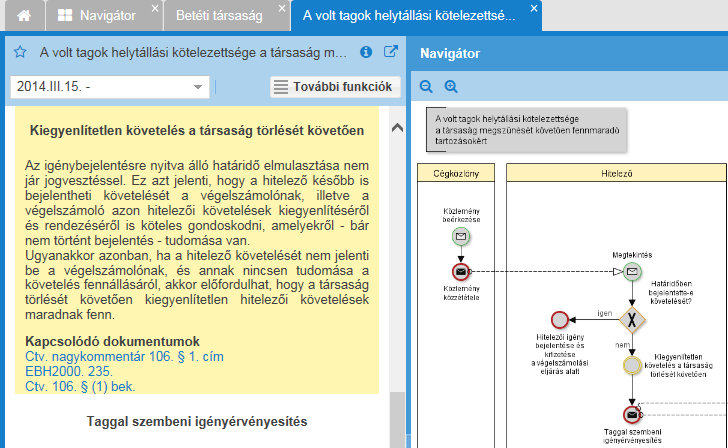 Navigátor
Betéti társaság
A volt tagok helytállási kötelezettsé...
A volt tagok helytállási kötelezettsége a társaság m...
2014.III.15. -
További funkciók
Kiegyenlítetlen követelés a társaság törlését követően
Az igénybejelentésre nyitva álló határidő elmulasztása nem
jár jogvesztéssel. Ez azt jelenti, hogy a hitelező később is
bejelentheti követelését a végelszámolónak, illetve a
végelszámoló azon hitelezői követelések kiegyenlítéséről
és rendezéséről is köteles gondoskodni, amelyekről - bár
nem történt bejelentés - tudomása van.
Ugyanakkor azonban, ha a hitelező követelését nem jelenti
be a végelszámolónak, és annak nincsen tudomása a
követelés fennállásáról, akkor előfordulhat, hogy a társaság
törlését követően kiegyenlítetlen hitelezői követelések
maradnak fenn.
Kapcsolódó dokumentumok
Ctv. nagykommentár 106. § 1. cím
EBH2000. 235.
Ctv. 106. § (1) bek.
Taggal szembeni igényérvényesítés
Navigátor
A volt tagok helytállási kötelezettsége
a társaság megszűnését követően fennmaradó
tartozásokért
Cégközlöny
Hitelező
Közlemény
beérkezése
Közlemény
közzététele
Megtekintés
Határidőben
bejelentette-e
követelését?
igen
nem
Hitelezői igény
bejelentése és
kifizetése
a végelszámolási
eljárás alatt
Kiegyenlítetlen
követelés a társaság
törlését követően
Taggal szembeni
igényérvényesítés